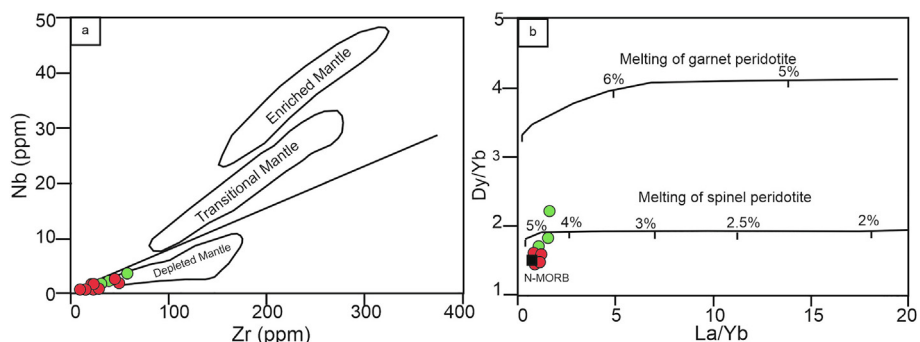 a
50
40
30
20
10
0
Nb (ppm)
Enriched Mantle
Transitional Mantle
Depleted Mantle
0
100
200
300
400
Zr (ppm)
b
5
4
3
2
1
Dy/Yb
Melting of garnet peridotite
6%
5%
Melting of spinel peridotite
5%
4%
3%
2.5%
2%
N-MORB
0
5
10
15
20
La/Yb